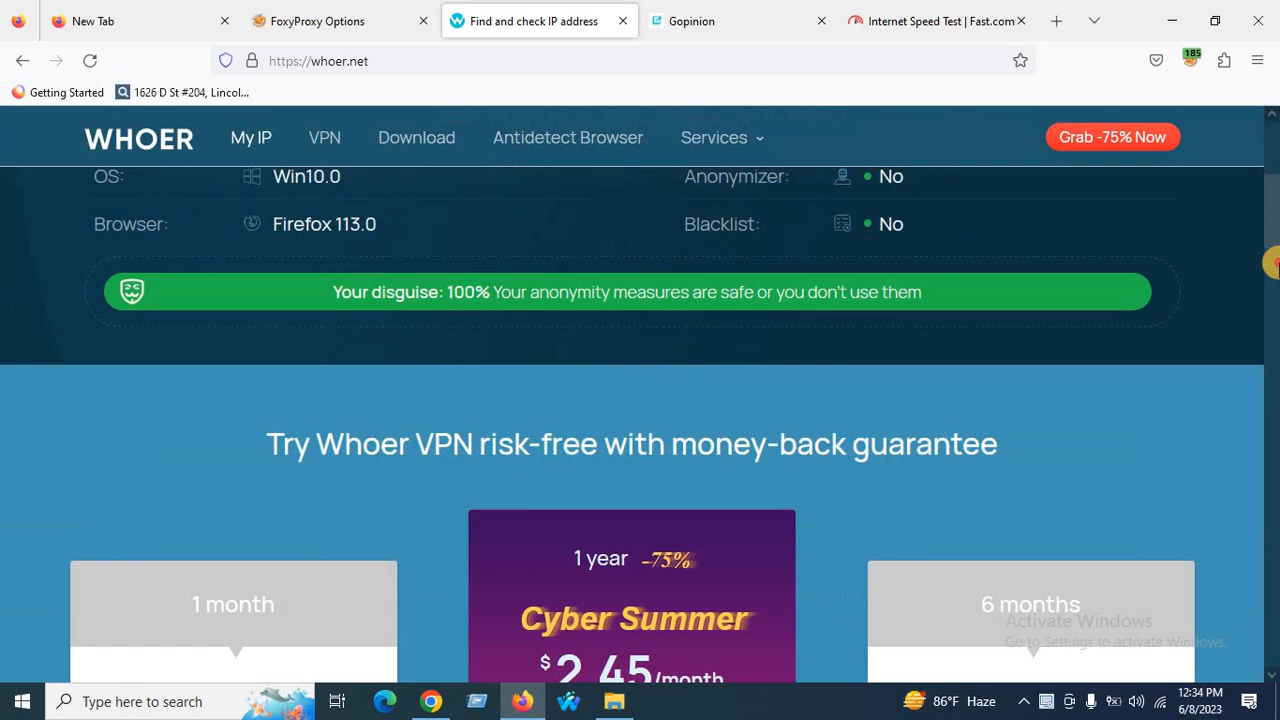 New Tab
FoxyProxy Options
Find and check IP address
Gopinion
Internet Speed Test | Fast.com
https://whoer.net
185
Getting Started
1626 D St #204, Lincol...
WHOER
My IP
VPN
Download
Antidetect Browser
Services
Grab -75% Now
OS:
Win10.0
Anonymizer:
No
Browser:
Firefox 113.0
Blacklist:
No
Your disguise: 100% Your anonymity measures are safe or you don't use them
Try Whoer VPN risk-free with money-back guarantee
1 month
1 year -75%
Cyber Summer
$2.45/month
6 months
Activate Windows
Go to Settings to activate Windows.
Type here to search
86°F Haze
12:34 PM
6/8/2023